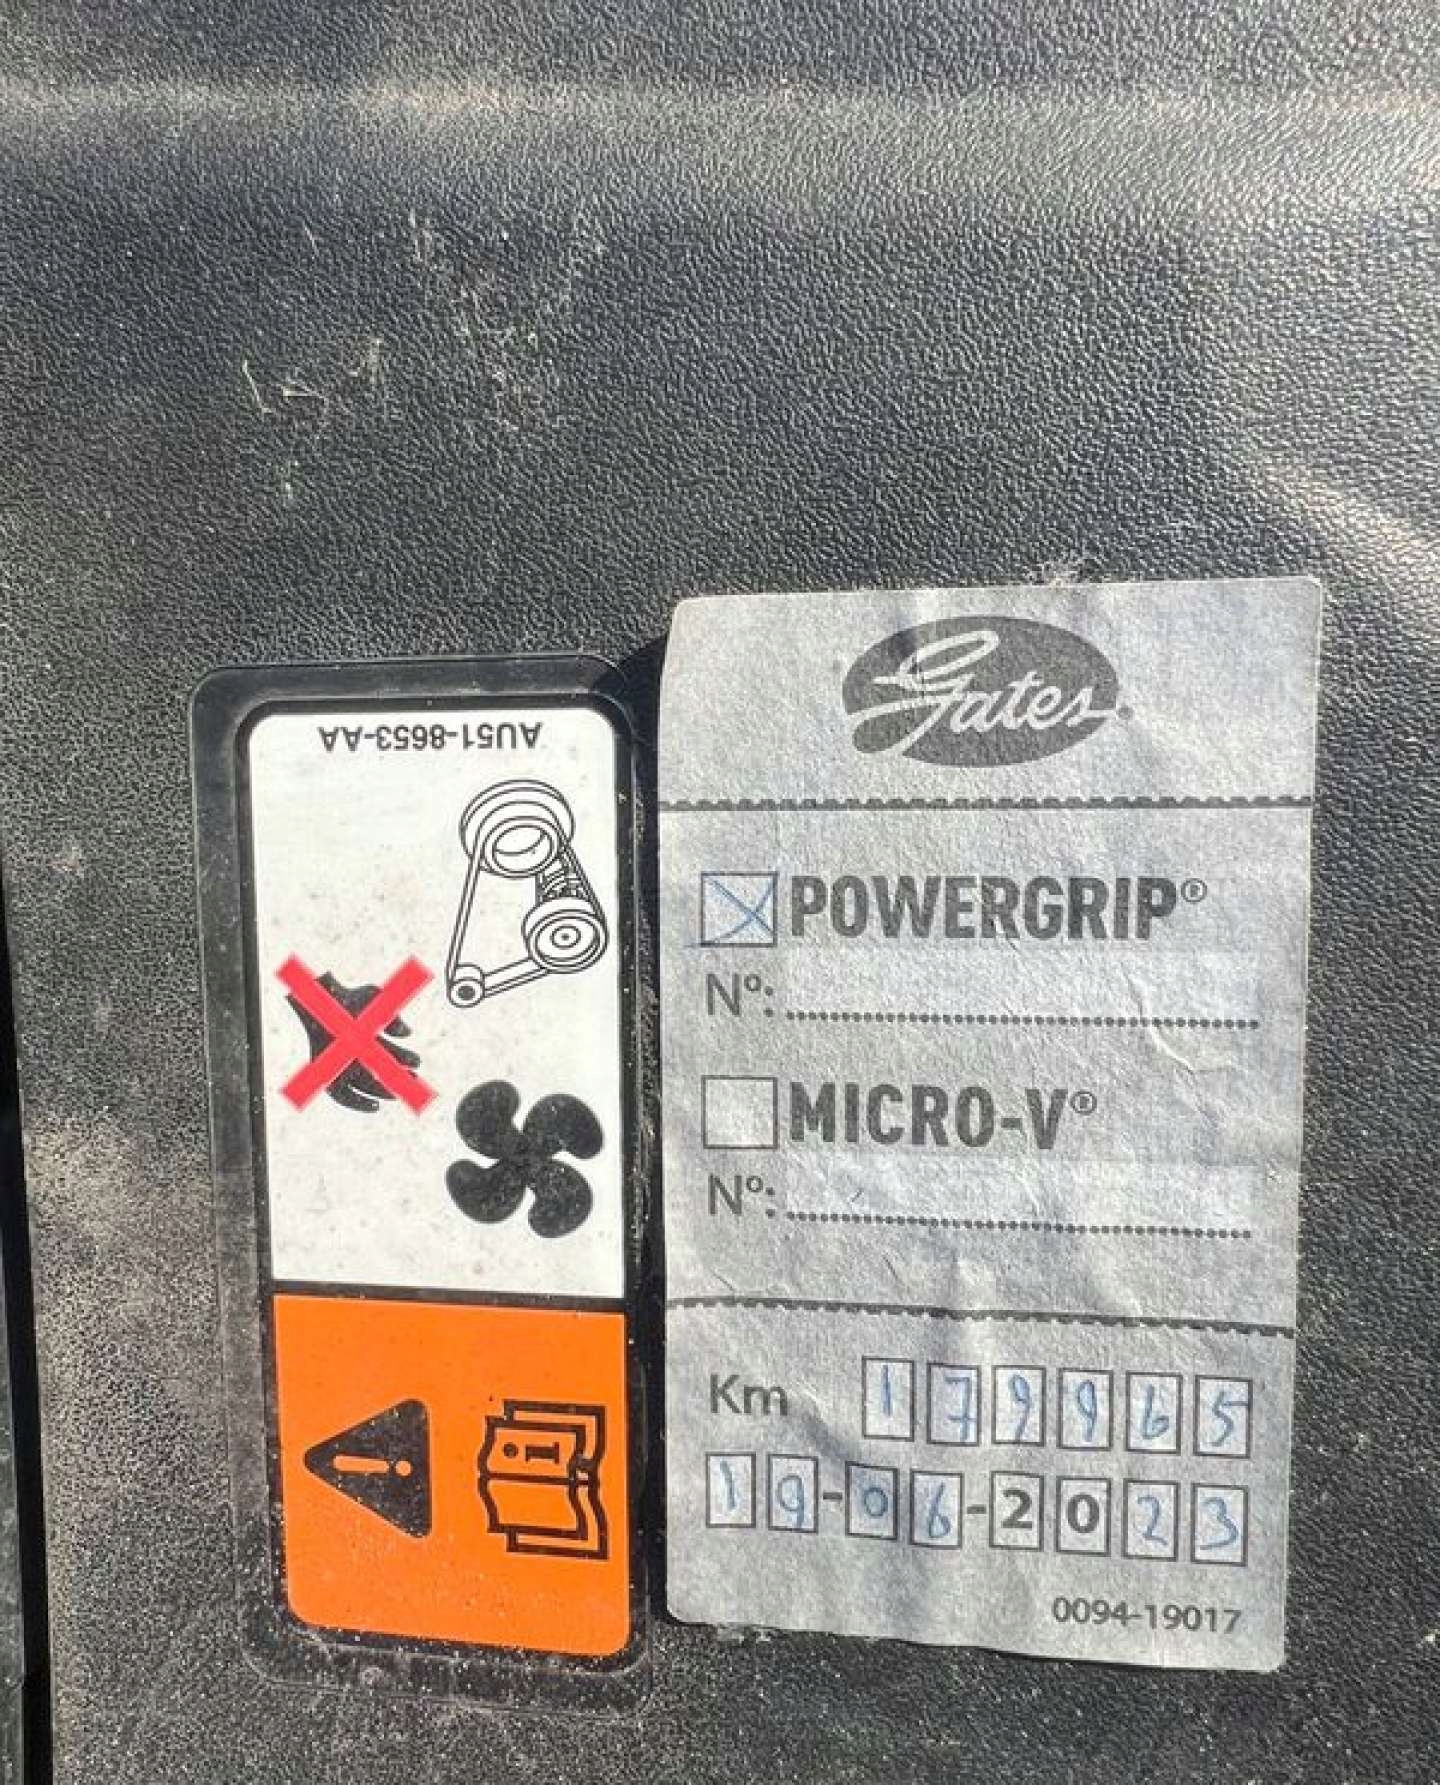 AU51-8653-AA
Gates
POWERGRIP®
Nº:
MICRO-V®
Nº:
Km 179965
19-06-2023
0094-19017